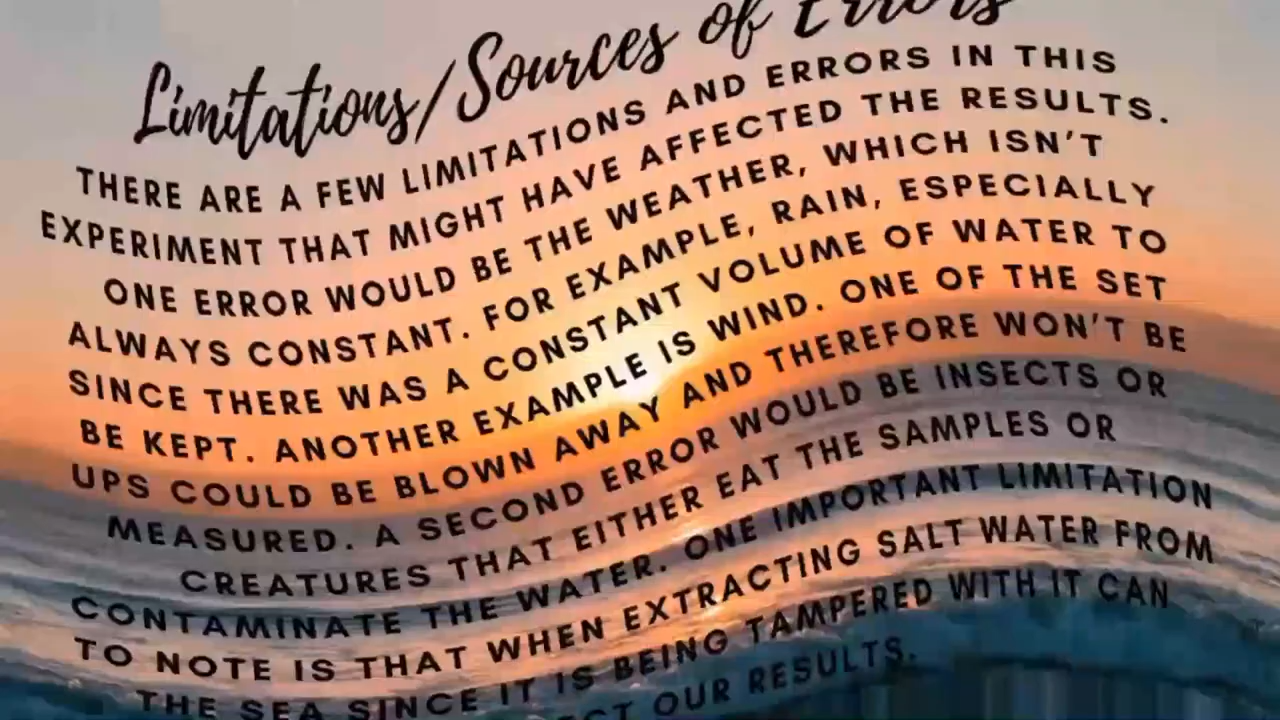 Limitations/Sources of Errors
THERE ARE A FEW LIMITATIONS AND ERRORS IN THIS
EXPERIMENT THAT MIGHT HAVE AFFECTED THE RESULTS.
ONE ERROR WOULD BE THE WEATHER, WHICH ISN'T
ALWAYS CONSTANT. FOR EXAMPLE, RAIN, ESPECIALLY
SINCE THERE WAS A CONSTANT VOLUME OF WATER TO
BE KEPT. ANOTHER EXAMPLE IS WIND. ONE OF THE SET
UPS COULD BE BLOWN AWAY AND THEREFORE WON'T BE
MEASURED. A SECOND ERROR WOULD BE INSECTS OR
CREATURES THAT EITHER EAT THE SAMPLES OR
CONTAMINATE THE WATER. ONE IMPORTANT LIMITATION
TO NOTE IS THAT WHEN EXTRACTING SALT WATER FROM
THE SEA SINCE IT IS BEING TAMPERED WITH IT CAN
OUR RESULTS.